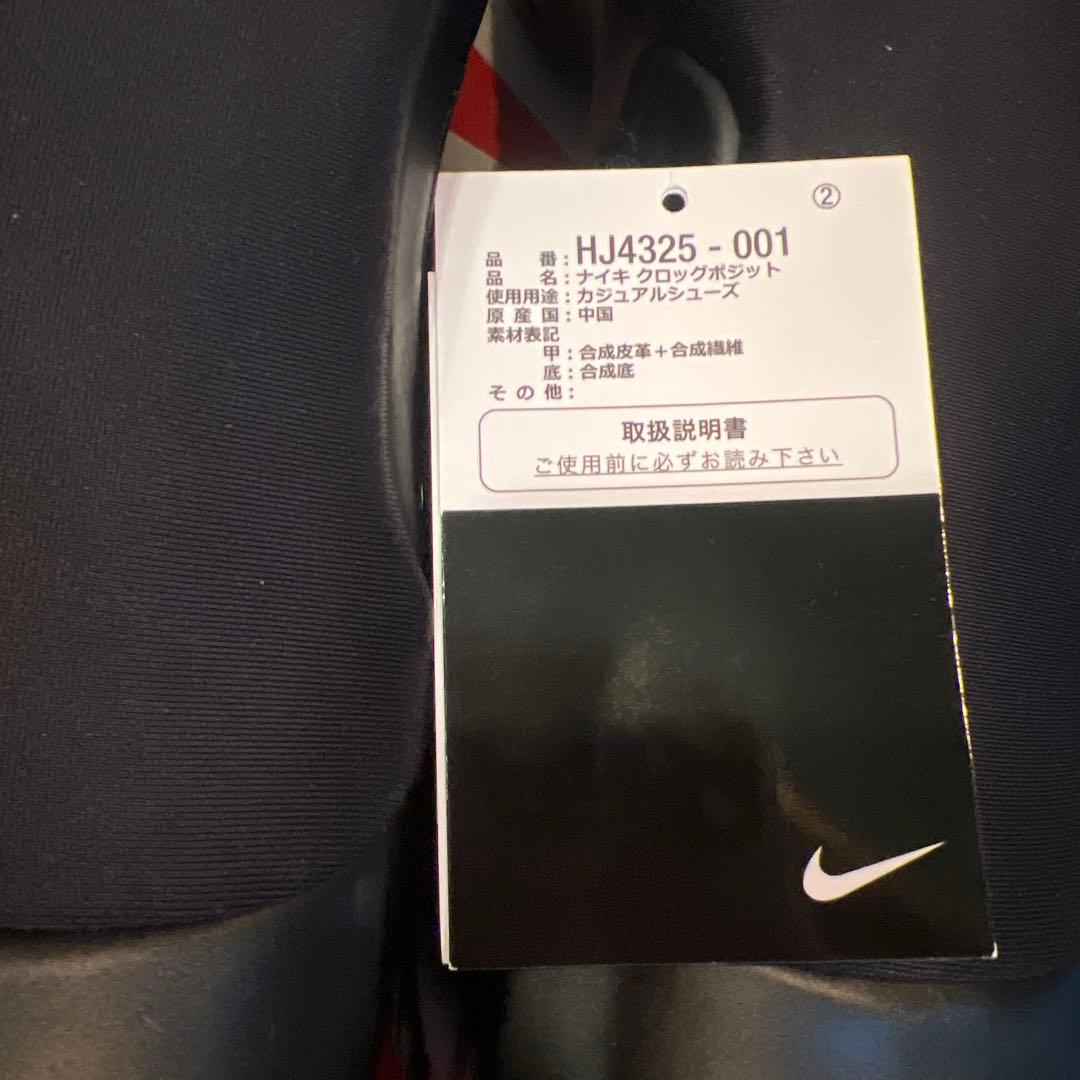 ②
品 番：HJ4325 - 001
品 名：ナイキ クロッグポジット
使用用途：カジュアルシューズ
原 産 国：中国
素材表記
甲：合成皮革＋合成繊維
底：合成底
そ の 他：
取扱説明書
ご使用前に必ずお読み下さい